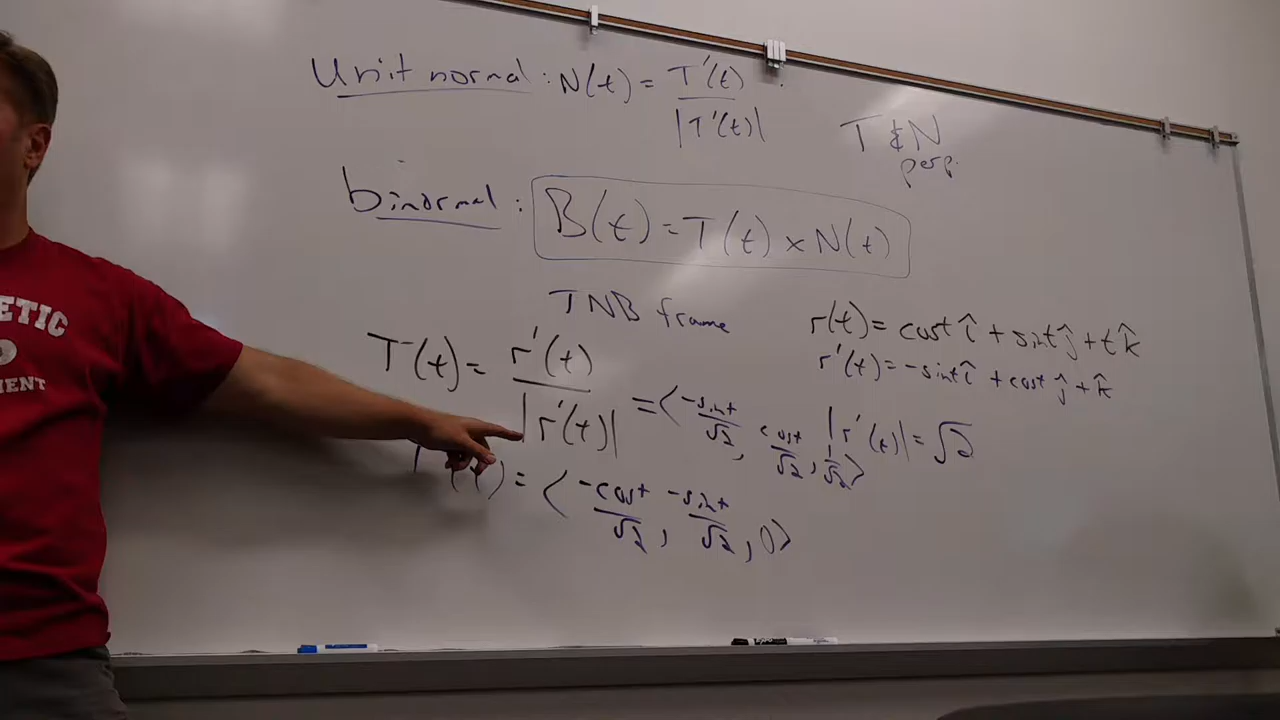 Unit normal : N(t) = T'(t) / |T'(t)|
T & N
perp.
binormal : B(t) = T(t) × N(t)
TNB frame
r(t) = cost î + sint ĵ + t k̂
r'(t) = -sint î + cost ĵ + k̂
T(t) = r'(t) / |r'(t)| = ⟨-sint/√2, cost/√2, 1/√2⟩
|r'(t)| = √2
(t) = ⟨-cost/√2, -sint/√2, 0⟩
ETIC